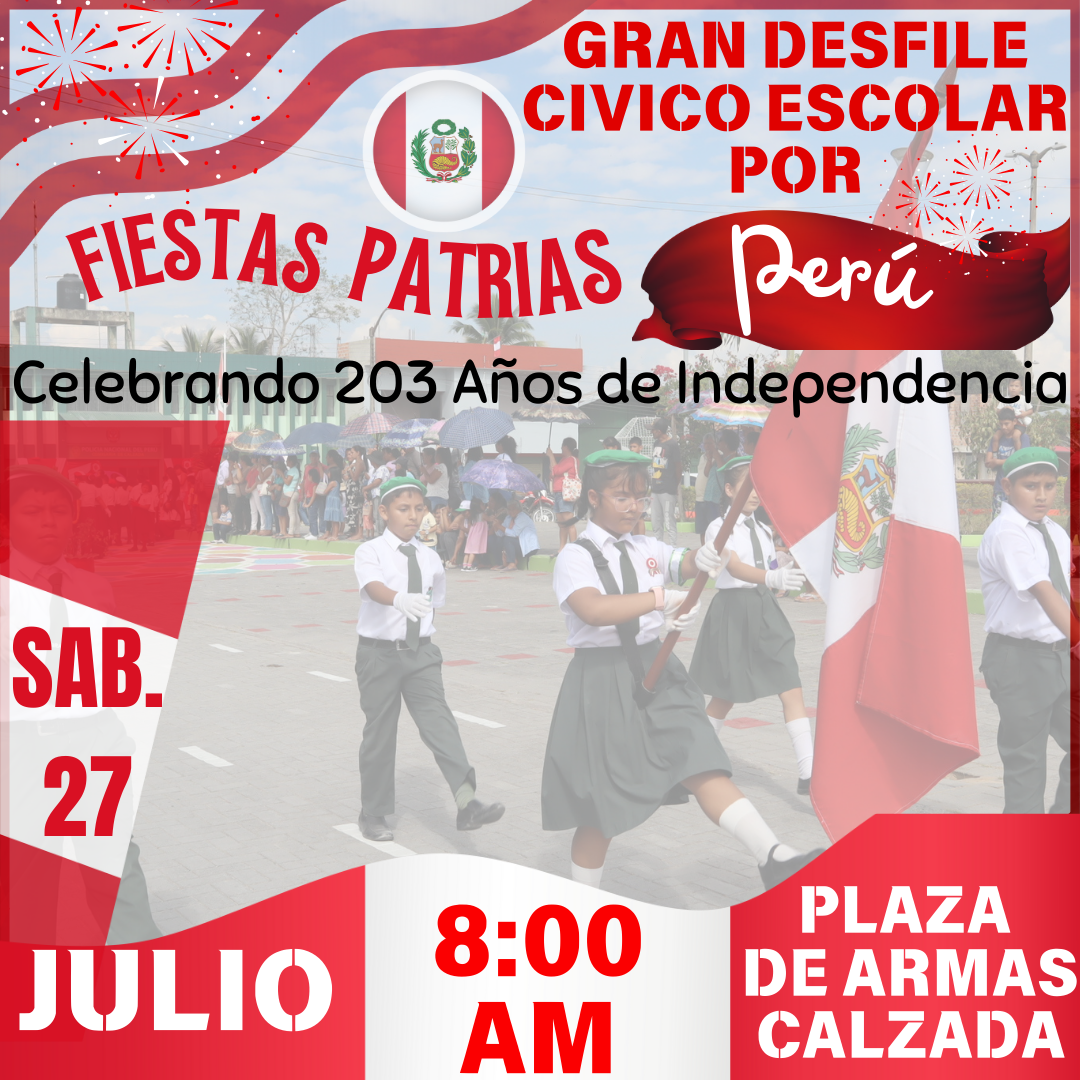 GRAN DESFILE
CIVICO ESCOLAR
POR
FIESTAS PATRIAS
Perú
Celebrando 203 Años de Independencia
SAB.
27
JULIO
8:00
AM
PLAZA
DE ARMAS
CALZADA